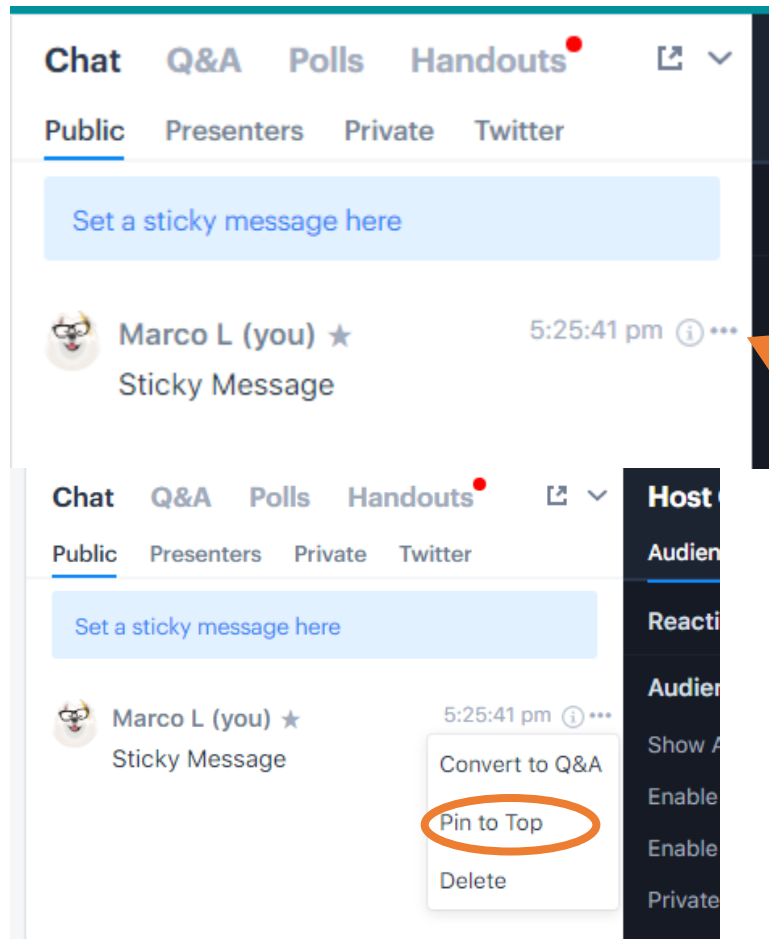 Chat Q&A Polls Handouts
Public Presenters Private Twitter
Set a sticky message here
Marco L (you) ★ 5:25:41 pm
Sticky Message
Chat Q&A Polls Handouts
Public Presenters Private Twitter
Set a sticky message here
Marco L (you) ★ 5:25:41 pm
Sticky Message
Convert to Q&A
Pin to Top
Delete
Host
Audien
Reacti
Audier
Show
Enable
Enable
Private